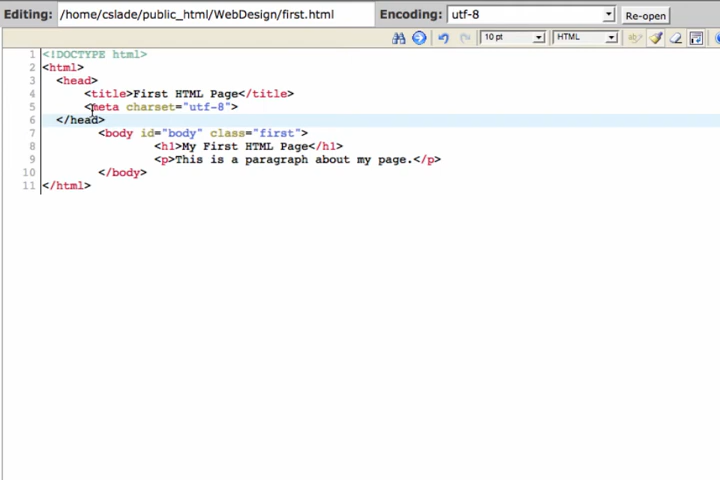 Editing: /home/cslade/public_html/WebDesign/first.html Encoding: utf-8 Re-open
10 pt HTML
1 <!DOCTYPE html>
2 <html>
3 <head>
4 <title>First HTML Page</title>
5 <meta charset="utf-8">
6 </head>
7 <body id="body" class="first">
8 <h1>My First HTML Page</h1>
9 <p>This is a paragraph about my page.</p>
10 </body>
11 </html>